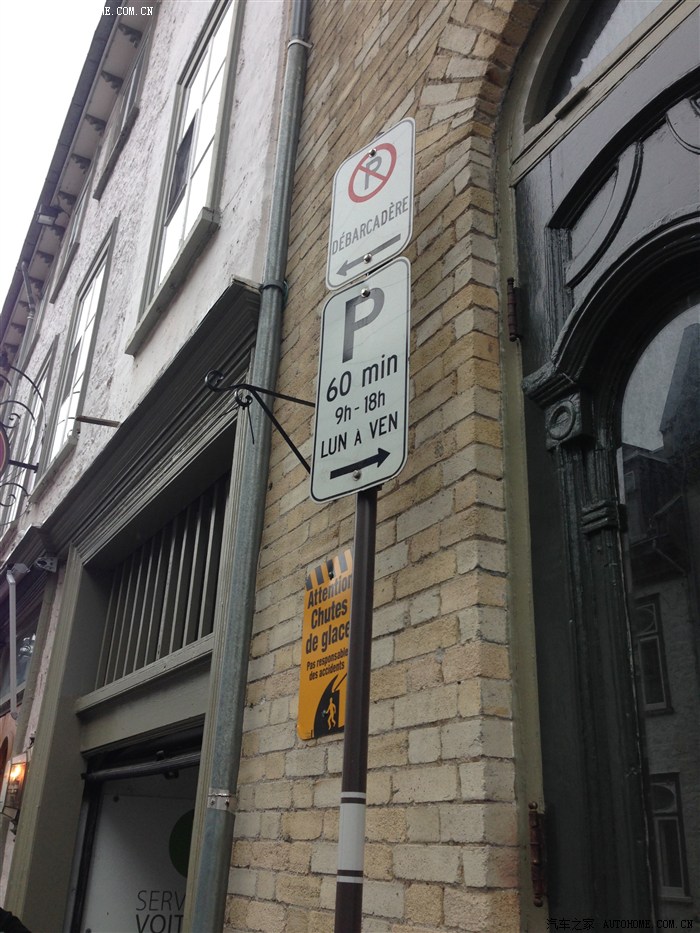 HOME.COM.CN
P
DÉBARCADÈRE
P
60 min
9h - 18h
LUN A VEN
Attention
Chutes
de glace
Pas responsable
des accidents
SERV
VOIT
汽车之家 AUTOHOME.COM.CN